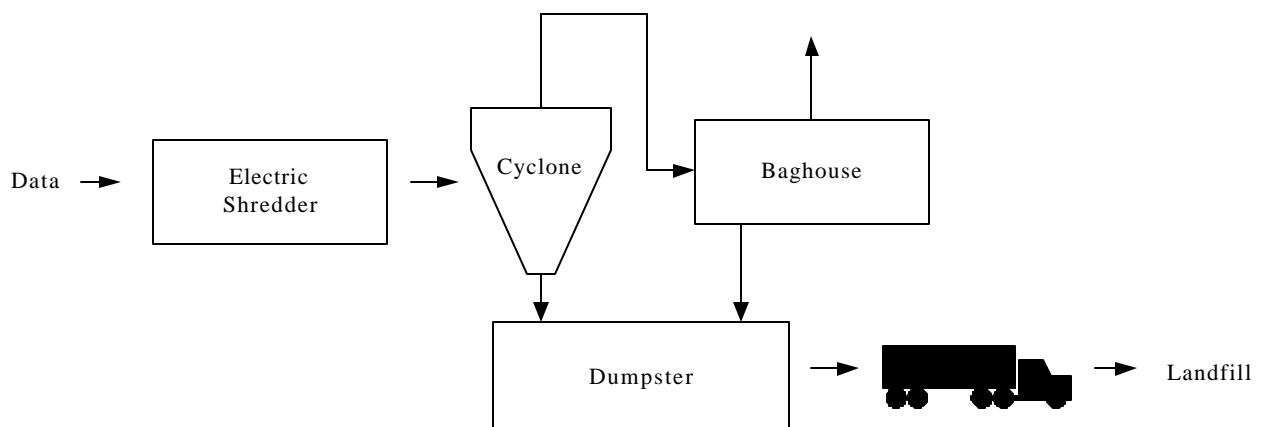 Data
Electric
Shredder
Cyclone
Baghouse
Dumpster
Landfill